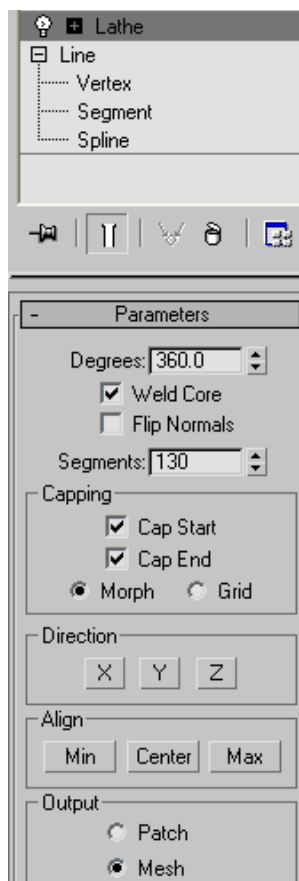 Lathe
Line
Vertex
Segment
Spline
- Parameters
Degrees: 360.0
Weld Core
Flip Normals
Segments: 130
Capping
Cap Start
Cap End
Morph Grid
Direction
X Y Z
Align
Min Center Max
Output
Patch
Mesh